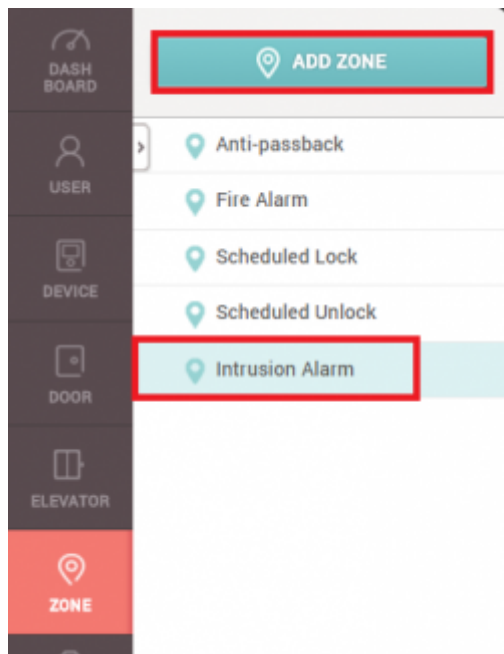 DASH
BOARD
USER
DEVICE
DOOR
ELEVATOR
ZONE
ADD ZONE
Anti-passback
Fire Alarm
Scheduled Lock
Scheduled Unlock
Intrusion Alarm